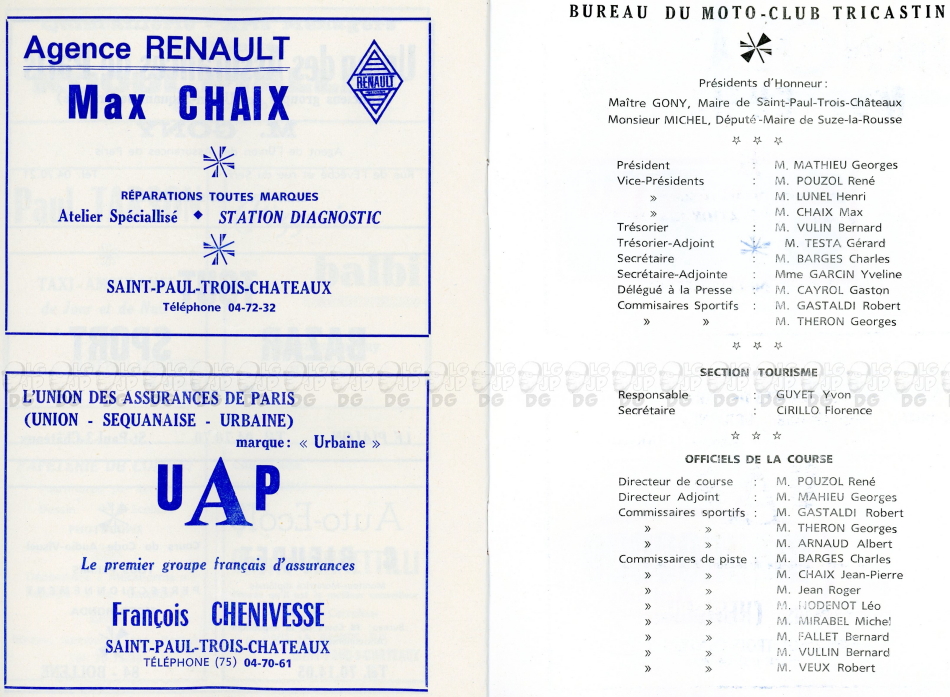 Agence RENAULT
RENAULT
Max CHAIX
RÉPARATIONS TOUTES MARQUES
Atelier Spéciallisé ◆ STATION DIAGNOSTIC
SAINT-PAUL-TROIS-CHATEAUX
Téléphone 04-72-32
L'UNION DES ASSURANCES DE PARIS
(UNION - SEQUANAISE - URBAINE)
marque : « Urbaine »
UAP
Le premier groupe français d'assurances
François CHENIVESSE
SAINT-PAUL-TROIS-CHATEAUX
TÉLÉPHONE (75) 04-70-61
BUREAU DU MOTO-CLUB TRICASTIN
Présidents d'Honneur :
Maître GONY, Maire de Saint-Paul-Trois-Châteaux
Monsieur MICHEL, Député-Maire de Suze-la-Rousse
☆ ☆ ☆
Président : M. MATHIEU Georges
Vice-Présidents : M. POUZOL René
» M. LUNEL Henri
» M. CHAIX Max
Trésorier : M. VULIN Bernard
Trésorier-Adjoint : M. TESTA Gérard
Secrétaire : M. BARGES Charles
Secrétaire-Adjointe : Mme GARCIN Yveline
Délégué à la Presse : M. CAYROL Gaston
Commisaires Sportifs : M. GASTALDI Robert
» » M. THERON Georges
☆ ☆ ☆
SECTION TOURISME
Responsable : GUYET Yvon
Secrétaire : CIRILLO Florence
☆ ☆ ☆
OFFICIELS DE LA COURSE
Directeur de course : M. POUZOL René
Directeur Adjoint : M. MAHIEU Georges
Commissaires sportifs : M. GASTALDI Robert
» » M. THERON Georges
» » M. ARNAUD Albert
Commissaires de piste : M. BARGES Charles
» » M. CHAIX Jean-Pierre
» » M. Jean Roger
» » M. HODENOT Léo
» » M. MIRABEL Michel
» » M. FALLET Bernard
» » M. VULLIN Bernard
» » M. VEUX Robert